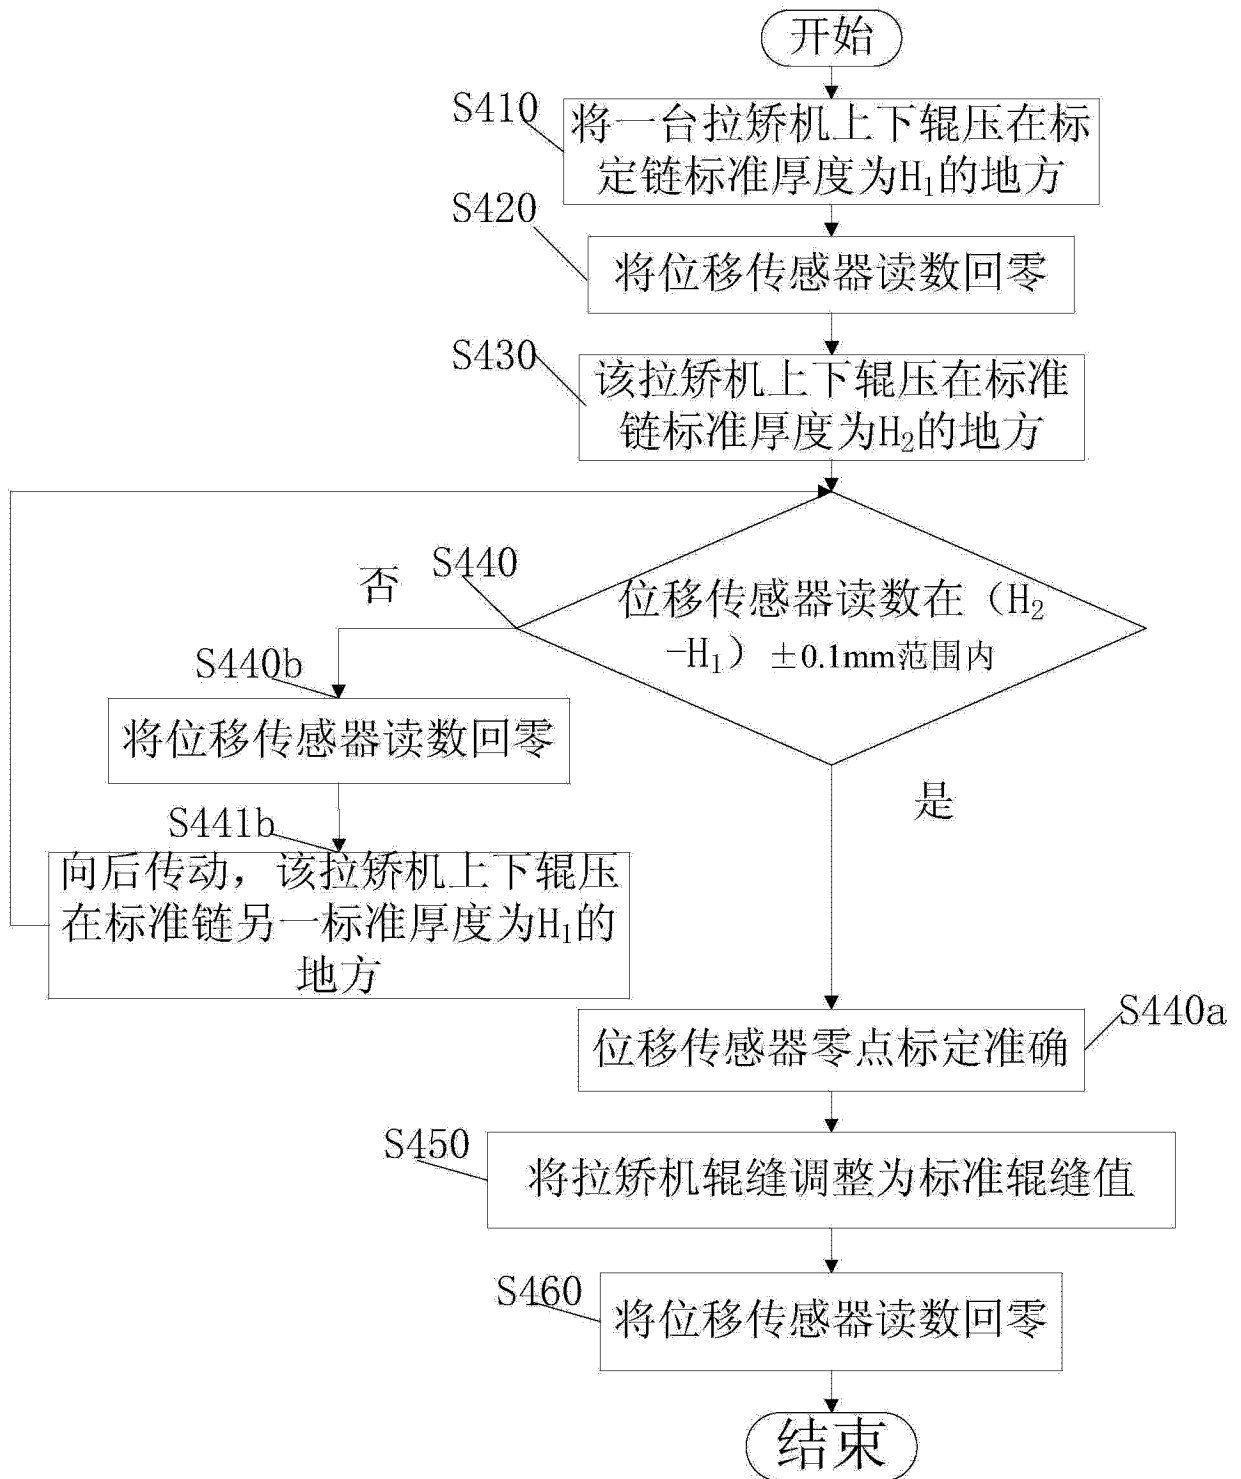 开始
S410
将一台拉矫机上下辊压在标
定链标准厚度为H₁的地方
S420
将位移传感器读数回零
S430
该拉矫机上下辊压在标准
链标准厚度为H₂的地方
否
S440
位移传感器读数在（H₂
-H₁）±0.1mm范围内
S440b
将位移传感器读数回零
是
S441b
向后传动，该拉矫机上下辊压
在标准链另一标准厚度为H₁的
地方
S440a
位移传感器零点标定准确
S450
将拉矫机辊缝调整为标准辊缝值
S460
将位移传感器读数回零
结束